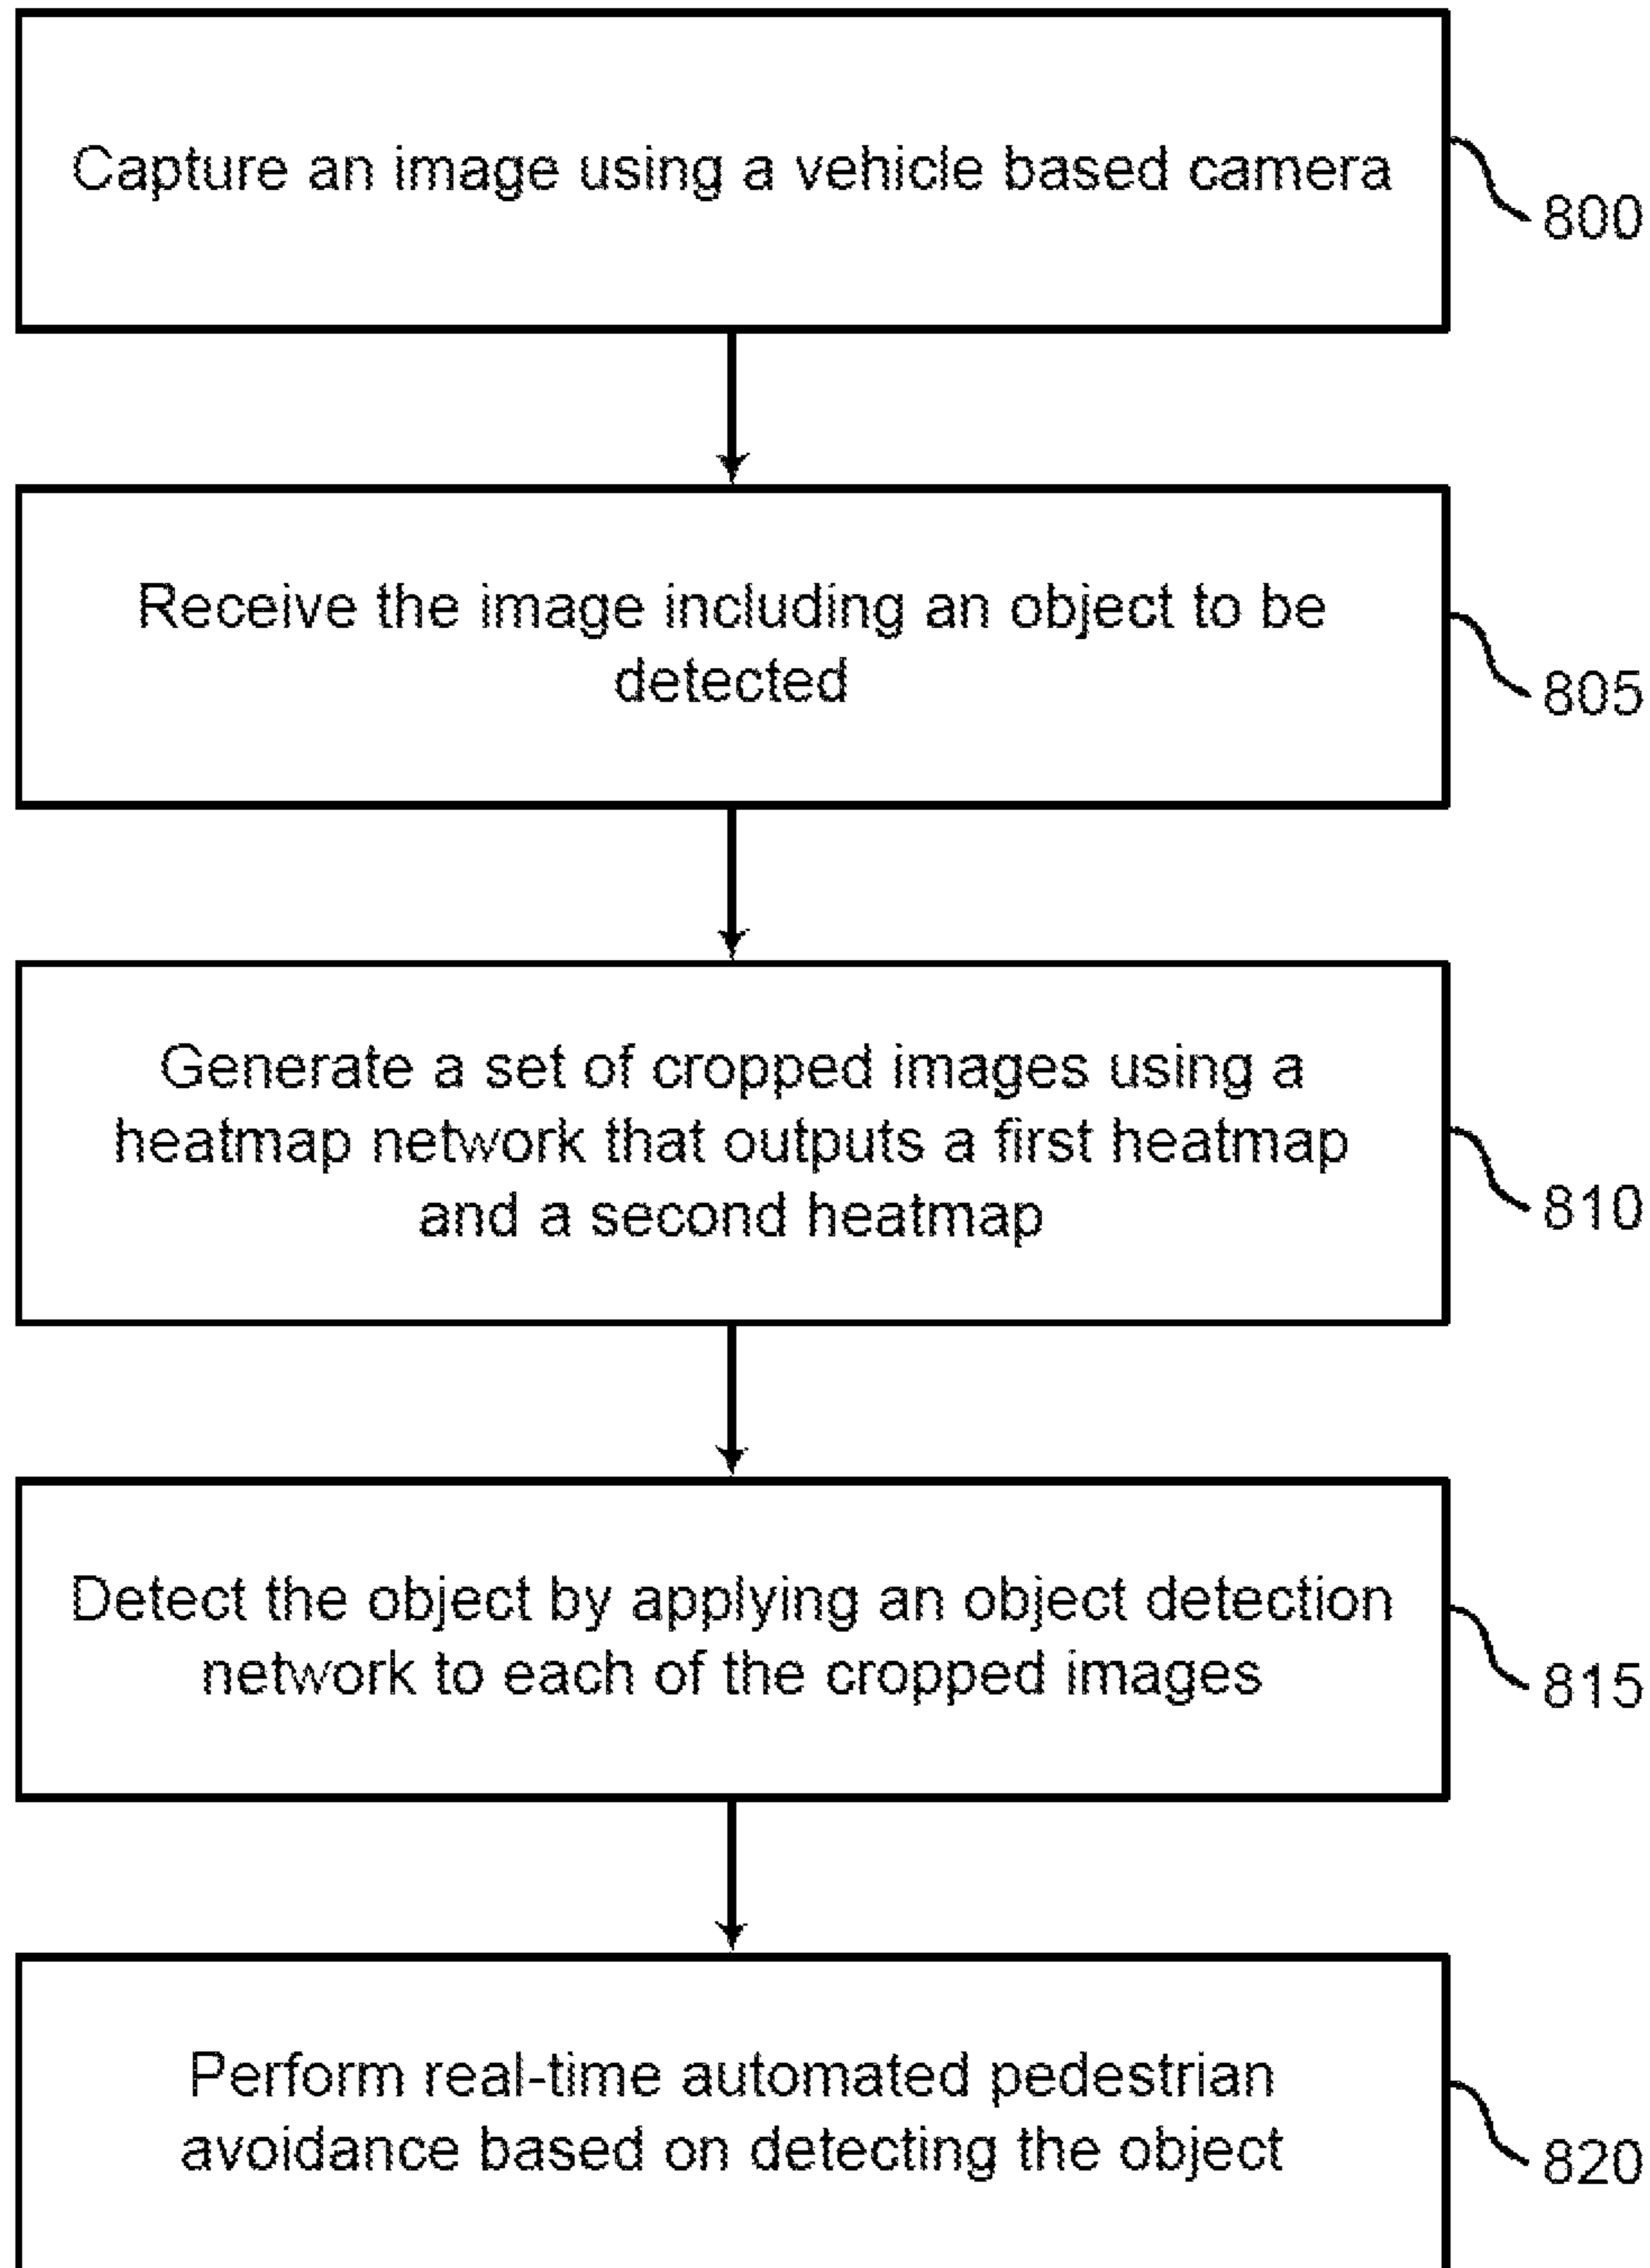 Capture an image using a vehicle based camera
800
Receive the image including an object to be
detected
805
Generate a set of cropped images using a
heatmap network that outputs a first heatmap
and a second heatmap
810
Detect the object by applying an object detection
network to each of the cropped images
815
Perform real-time automated pedestrian
avoidance based on detecting the object
820